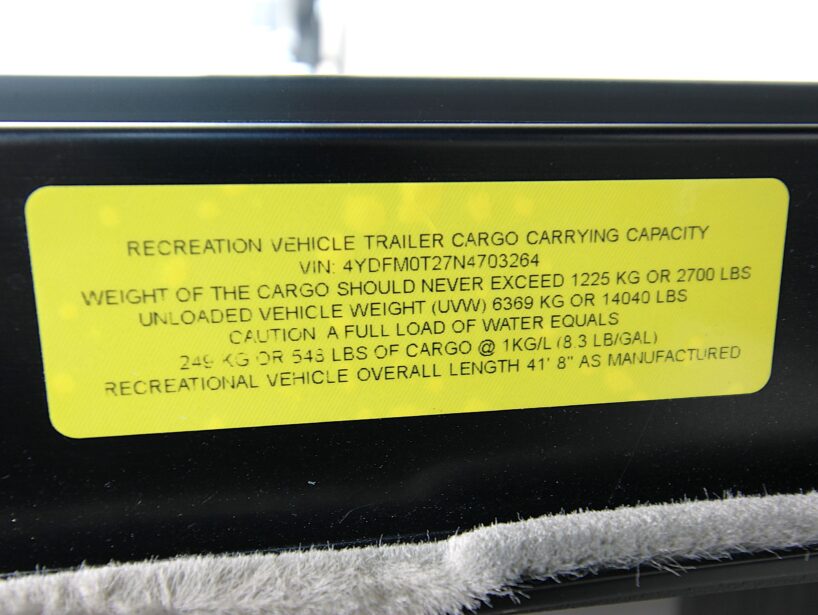 RECREATION VEHICLE TRAILER CARGO CARRYING CAPACITY
VIN: 4YDFM0T27N4703264
WEIGHT OF THE CARGO SHOULD NEVER EXCEED 1225 KG OR 2700 LBS
UNLOADED VEHICLE WEIGHT (UVW) 6369 KG OR 14040 LBS
CAUTION A FULL LOAD OF WATER EQUALS
KG OR LBS OF CARGO @ 1KG/L (8.3 LB/GAL)
RECREATIONAL VEHICLE OVERALL LENGTH 41' 8" AS MANUFACTURED